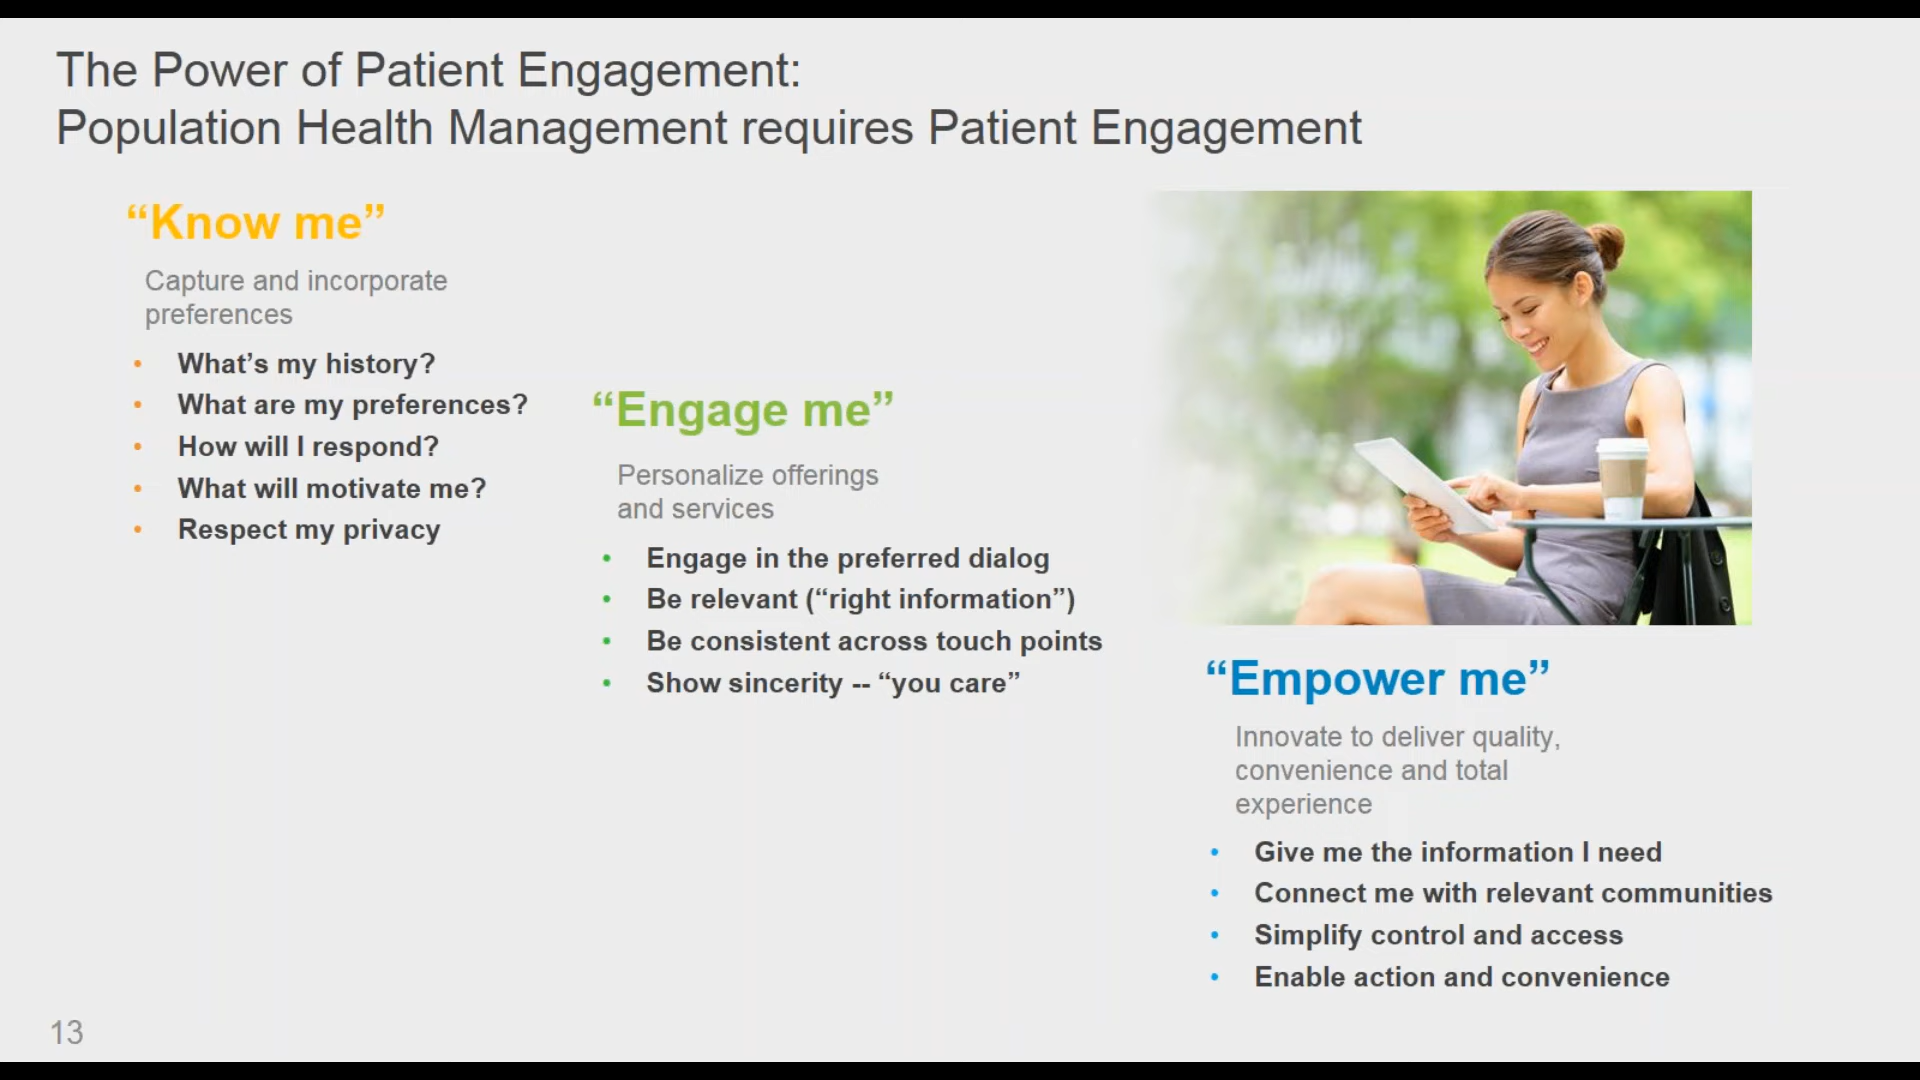 The Power of Patient Engagement:
Population Health Management requires Patient Engagement
“Know me”
Capture and incorporate
preferences
• What’s my history?
• What are my preferences?
• How will I respond?
• What will motivate me?
• Respect my privacy
“Engage me”
Personalize offerings
and services
• Engage in the preferred dialog
• Be relevant (“right information”)
• Be consistent across touch points
• Show sincerity -- “you care”
“Empower me”
Innovate to deliver quality,
convenience and total
experience
• Give me the information I need
• Connect me with relevant communities
• Simplify control and access
• Enable action and convenience
13